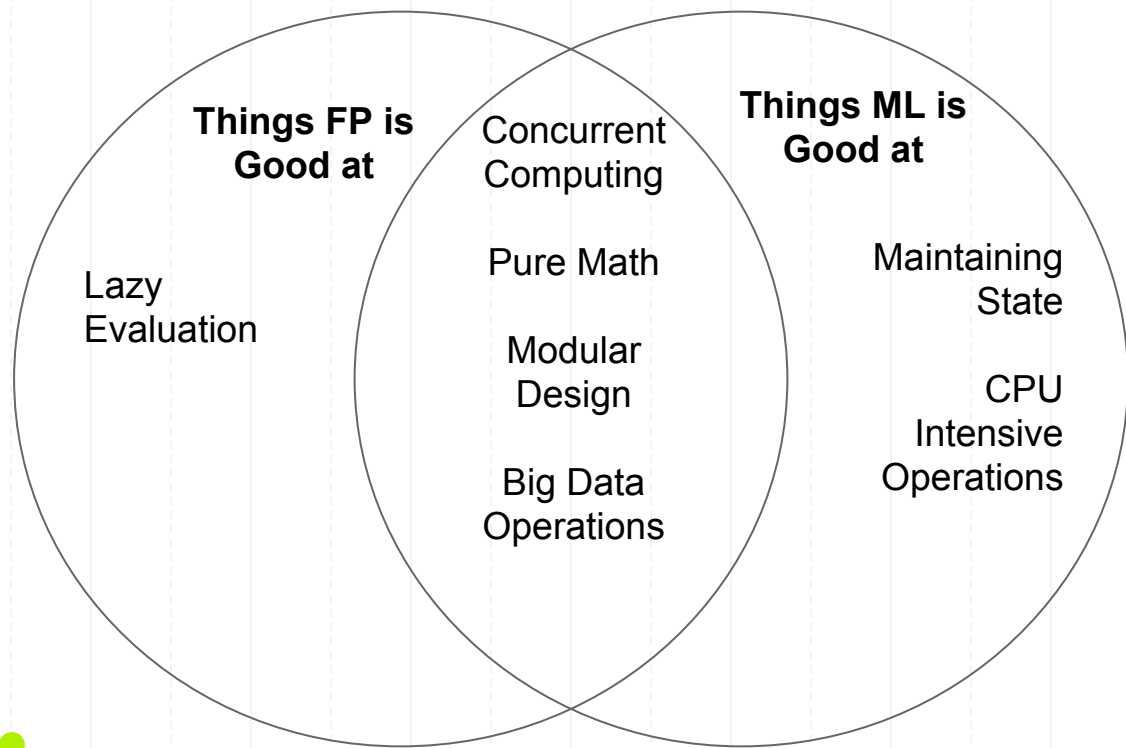 Things FP is
Good at
Lazy
Evaluation
Concurrent
Computing
Pure Math
Modular
Design
Big Data
Operations
Things ML is
Good at
Maintaining
State
CPU
Intensive
Operations